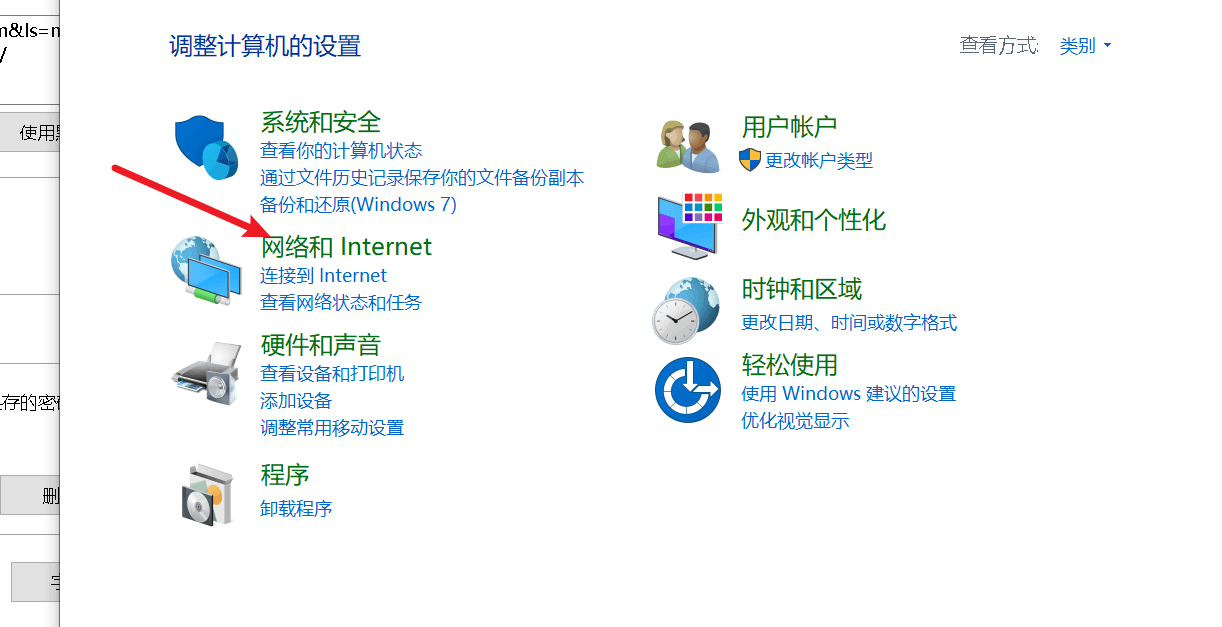 m&ls=n
/
使用
存的密
删
调整计算机的设置
查看方式: 类别
系统和安全
查看你的计算机状态
通过文件历史记录保存你的文件备份副本
备份和还原(Windows 7)
网络和 Internet
连接到 Internet
查看网络状态和任务
硬件和声音
查看设备和打印机
添加设备
调整常用移动设置
程序
卸载程序
用户帐户
更改帐户类型
外观和个性化
时钟和区域
更改日期、时间或数字格式
轻松使用
使用 Windows 建议的设置
优化视觉显示